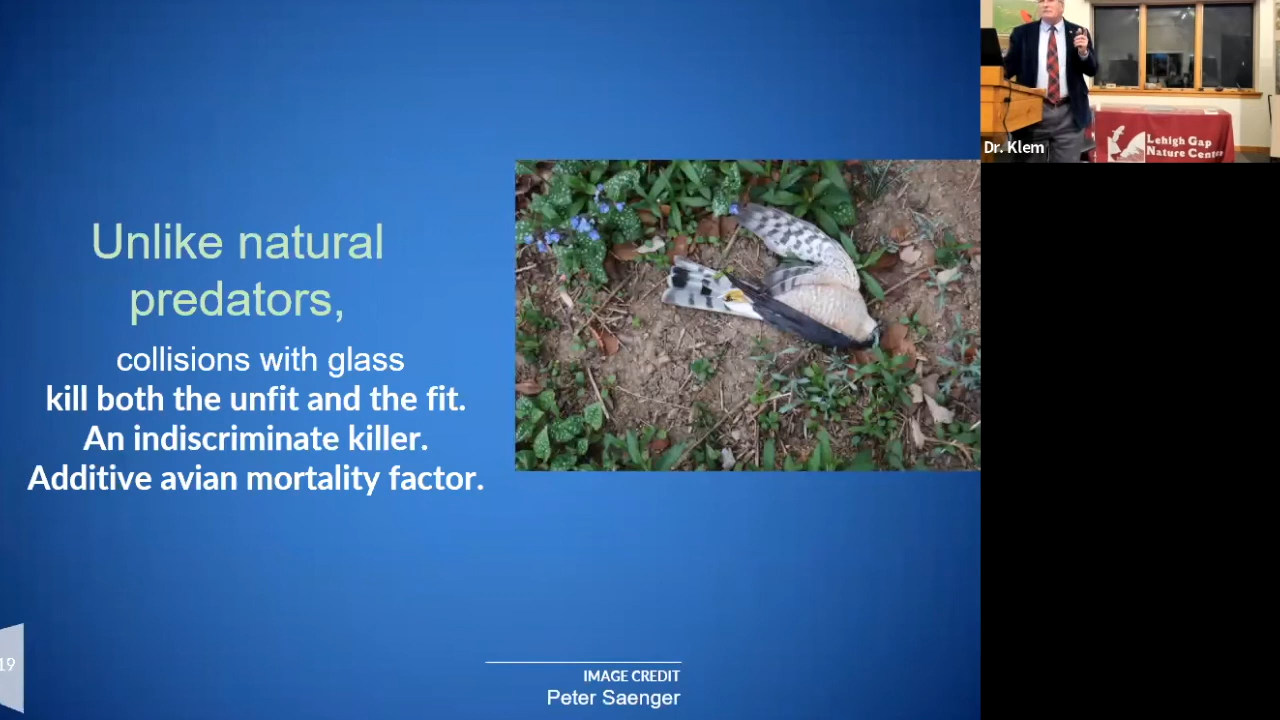 Unlike natural
predators,
collisions with glass
kill both the unfit and the fit.
An indiscriminate killer.
Additive avian mortality factor.
19
IMAGE CREDIT
Peter Saenger
Dr. Klem
Lehigh Gap
Nature Center